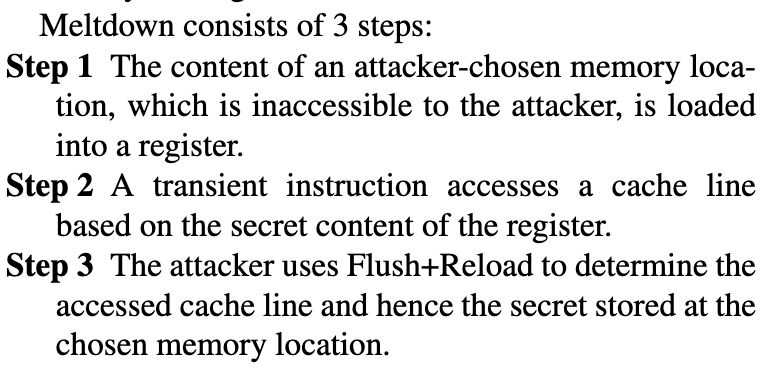 Meltdown consists of 3 steps:
Step 1 The content of an attacker-chosen memory loca-
tion, which is inaccessible to the attacker, is loaded
into a register.
Step 2 A transient instruction accesses a cache line
based on the secret content of the register.
Step 3 The attacker uses Flush+Reload to determine the
accessed cache line and hence the secret stored at the
chosen memory location.